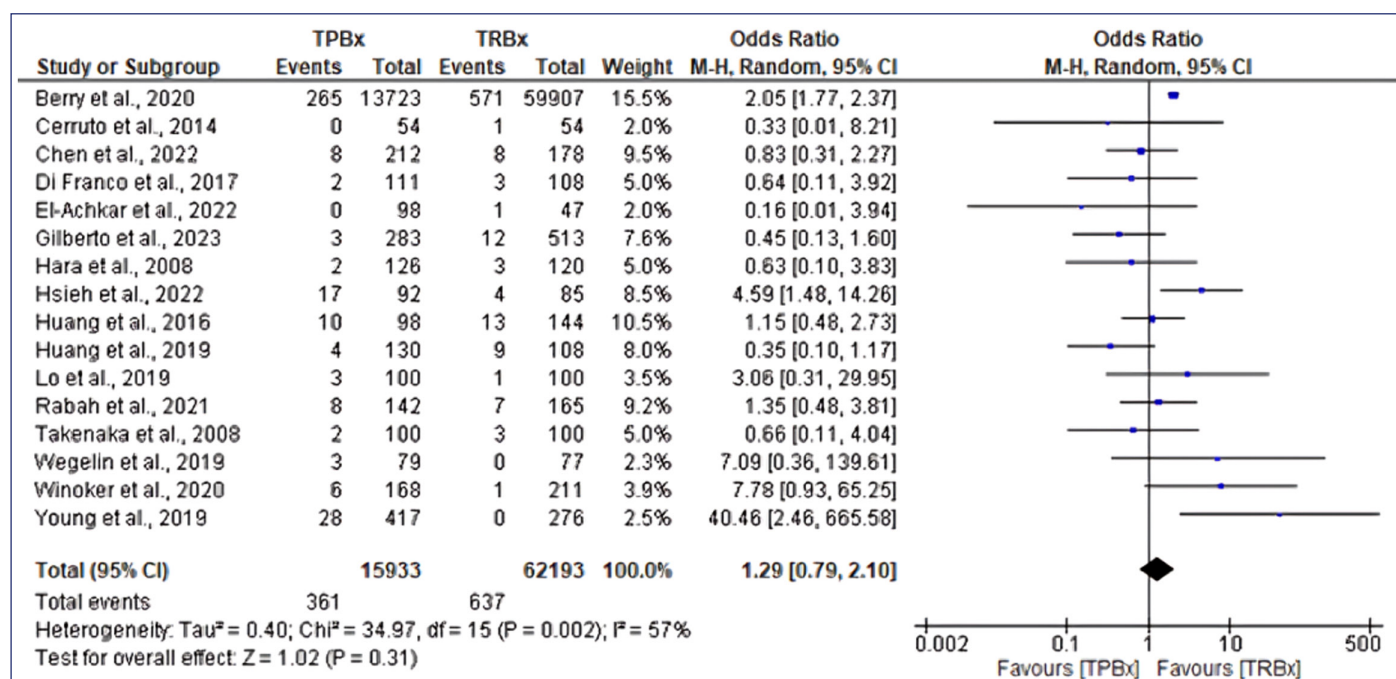 TPBx TRBx Odds Ratio Odds Ratio
Study or Subgroup Events Total Events Total Weight M-H, Random, 95% CI M-H, Random, 95% CI
Berry et al., 2020 265 13723 571 59907 15.5% 2.05 [1.77, 2.37]
Cerruto et al., 2014 0 54 1 54 2.0% 0.33 [0.01, 8.21]
Chen et al., 2022 8 212 8 178 9.5% 0.83 [0.31, 2.27]
Di Franco et al., 2017 2 111 3 108 5.0% 0.64 [0.11, 3.92]
El-Achkar et al., 2022 0 98 1 47 2.0% 0.16 [0.01, 3.94]
Gilberto et al., 2023 3 283 12 513 7.6% 0.45 [0.13, 1.60]
Hara et al., 2008 2 126 3 120 5.0% 0.63 [0.10, 3.83]
Hsieh et al., 2022 17 92 4 85 8.5% 4.59 [1.48, 14.26]
Huang et al., 2016 10 98 13 144 10.5% 1.15 [0.48, 2.73]
Huang et al., 2019 4 130 9 108 8.0% 0.35 [0.10, 1.17]
Lo et al., 2019 3 100 1 100 3.5% 3.06 [0.31, 29.95]
Rabah et al., 2021 8 142 7 165 9.2% 1.35 [0.48, 3.81]
Takenaka et al., 2008 2 100 3 100 5.0% 0.66 [0.11, 4.04]
Wegelin et al., 2019 3 79 0 77 2.3% 7.09 [0.36, 139.61]
Winoker et al., 2020 6 168 1 211 3.9% 7.78 [0.93, 65.25]
Young et al., 2019 28 417 0 276 2.5% 40.46 [2.46, 665.58]
Total (95% CI) 15933 62193 100.0% 1.29 [0.79, 2.10]
Total events 361 637
Heterogeneity: Tau² = 0.40; Chi² = 34.97, df = 15 (P = 0.002); I² = 57%
Test for overall effect: Z = 1.02 (P = 0.31)
0.002 0.1 1 10 500
Favours [TPBx] Favours [TRBx]